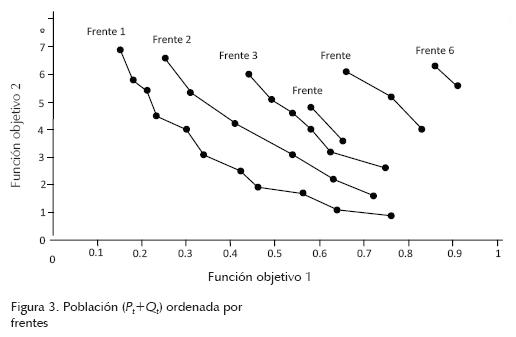 Frente 1
Frente 2
Frente 3
Frente
Frente
Frente 6
Función objetivo 2
7
6
5
4
3
2
1
0
0
0.1
0.2
0.3
0.4
0.5
0.6
0.7
0.8
0.9
1
Función objetivo 1
Figura 3. Población (Pt+Qt) ordenada por
frentes